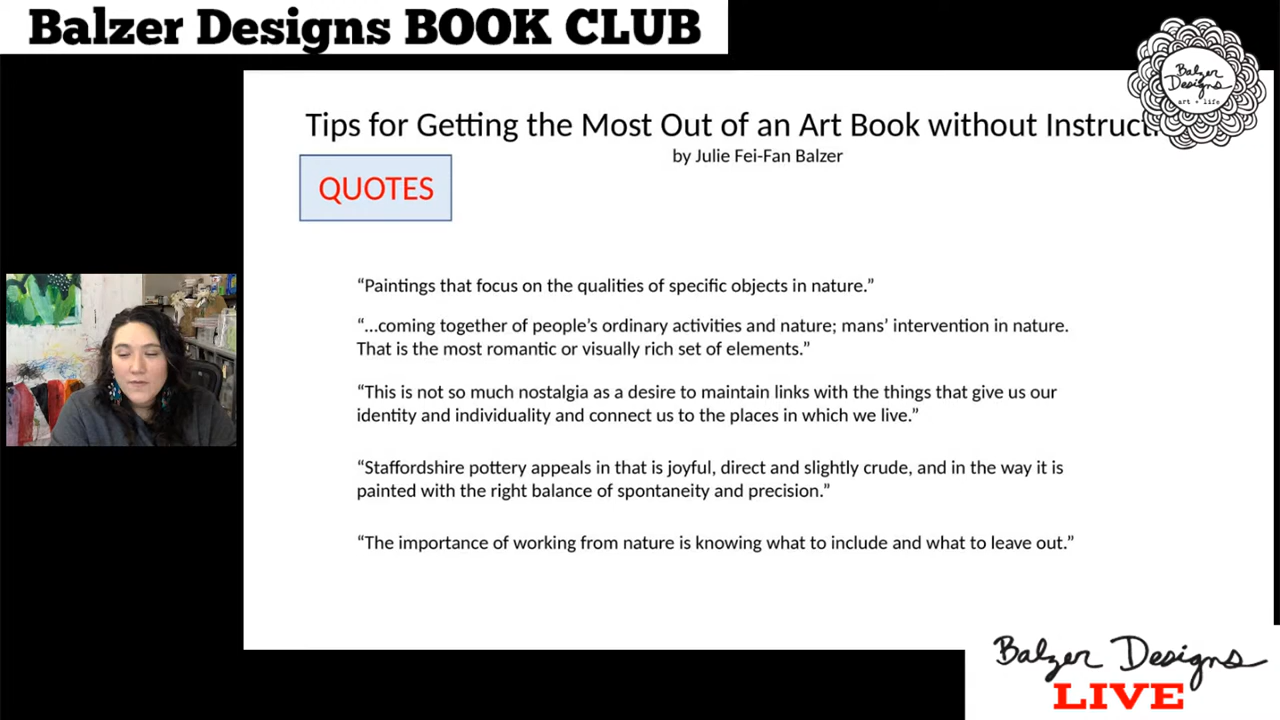 Balzer Designs BOOK CLUB
Balzer
Designs
art + life
Tips for Getting the Most Out of an Art Book without
by Julie Fei-Fan Balzer
QUOTES
“Paintings that focus on the qualities of specific objects in nature.”
“…coming together of people’s ordinary activities and nature; mans’ intervention in nature.
That is the most romantic or visually rich set of elements.”
“This is not so much nostalgia as a desire to maintain links with the things that give us our
identity and individuality and connect us to the places in which we live.”
“Staffordshire pottery appeals in that is joyful, direct and slightly crude, and in the way it is
painted with the right balance of spontaneity and precision.”
“The importance of working from nature is knowing what to include and what to leave out.”
Balzer Designs
LIVE